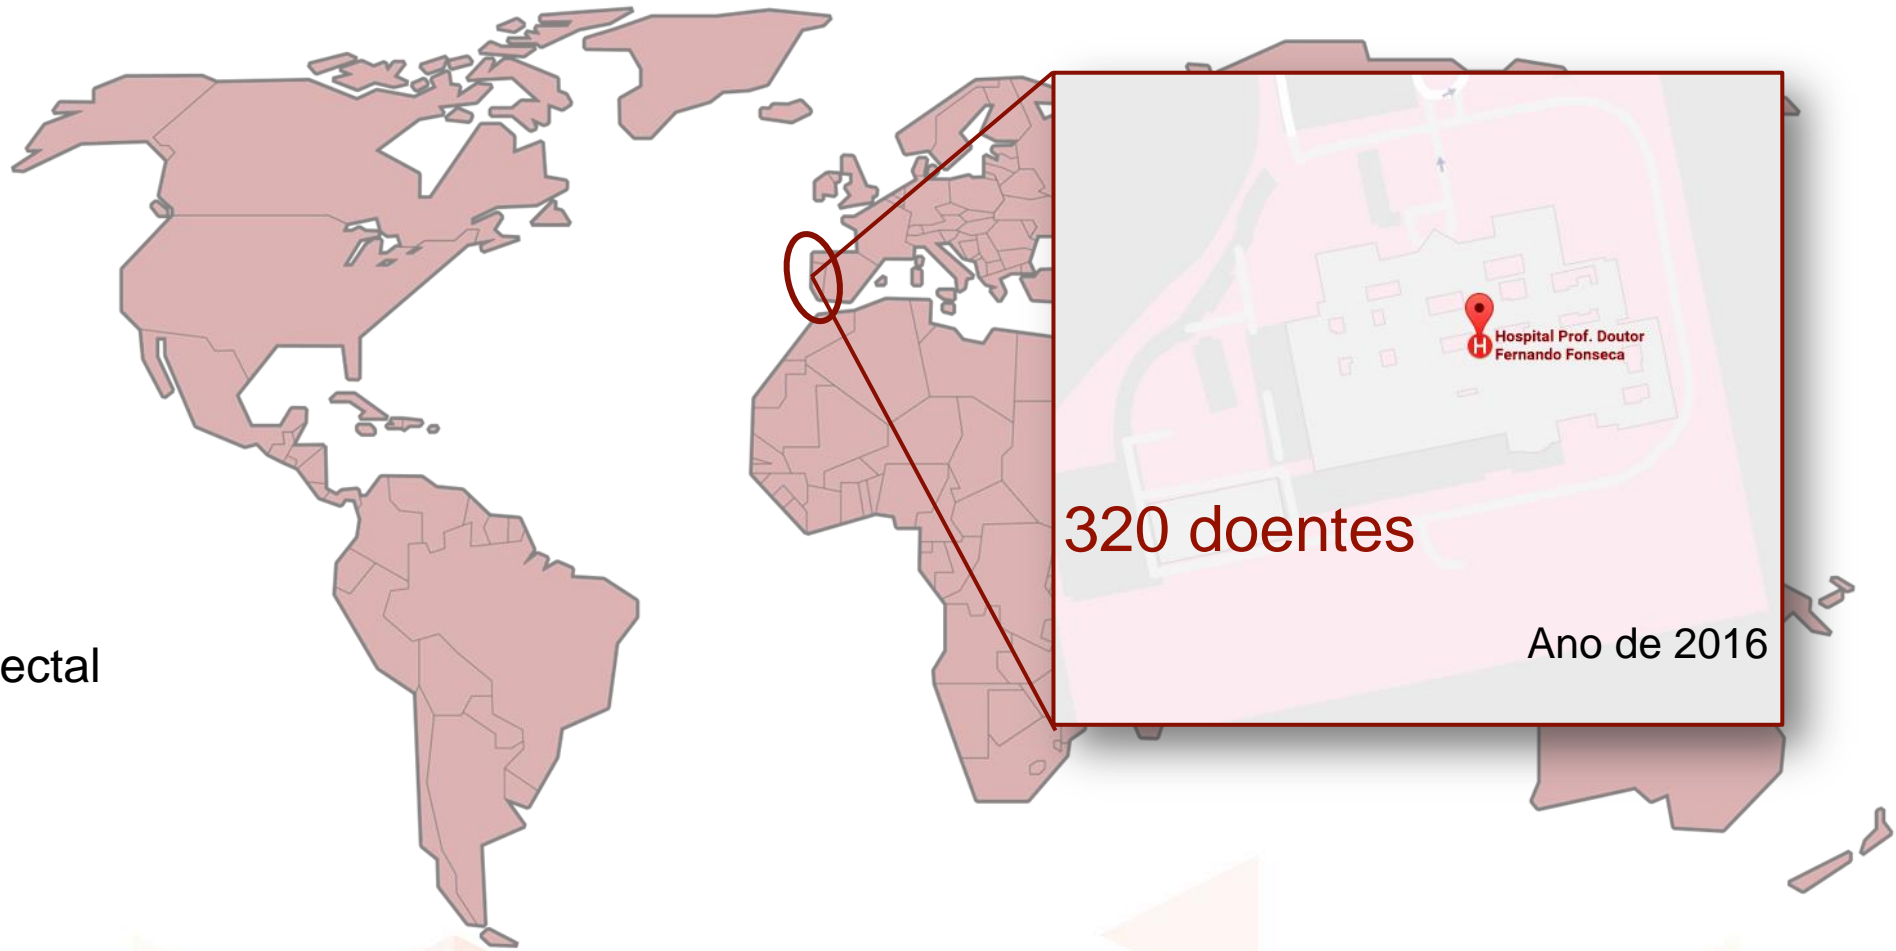 Hospital Prof. Doutor
Fernando Fonseca
320 doentes
Ano de 2016
ectal